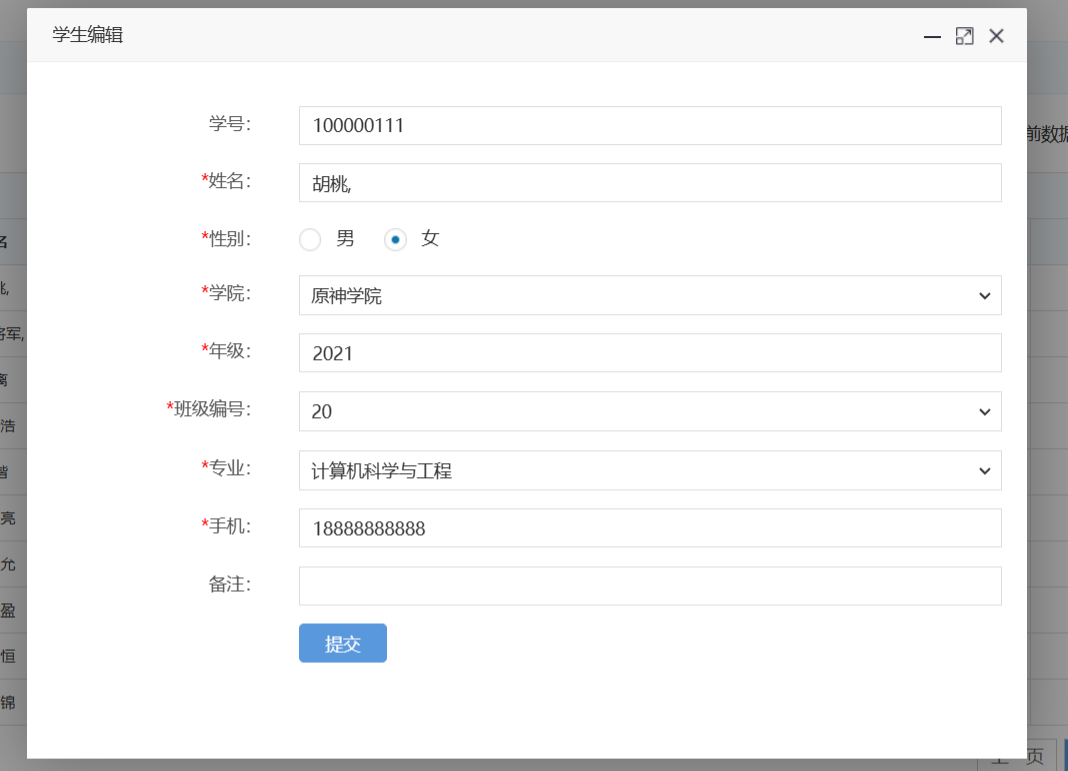 学生编辑
学号：
100000111
*姓名：
胡桃,
*性别：
男
女
*学院：
原神学院
*年级：
2021
*班级编号：
20
*专业：
计算机科学与工程
*手机：
18888888888
备注：
提交
前数据
名
将军,
离
浩
亮
允
盈
恒
锦
页